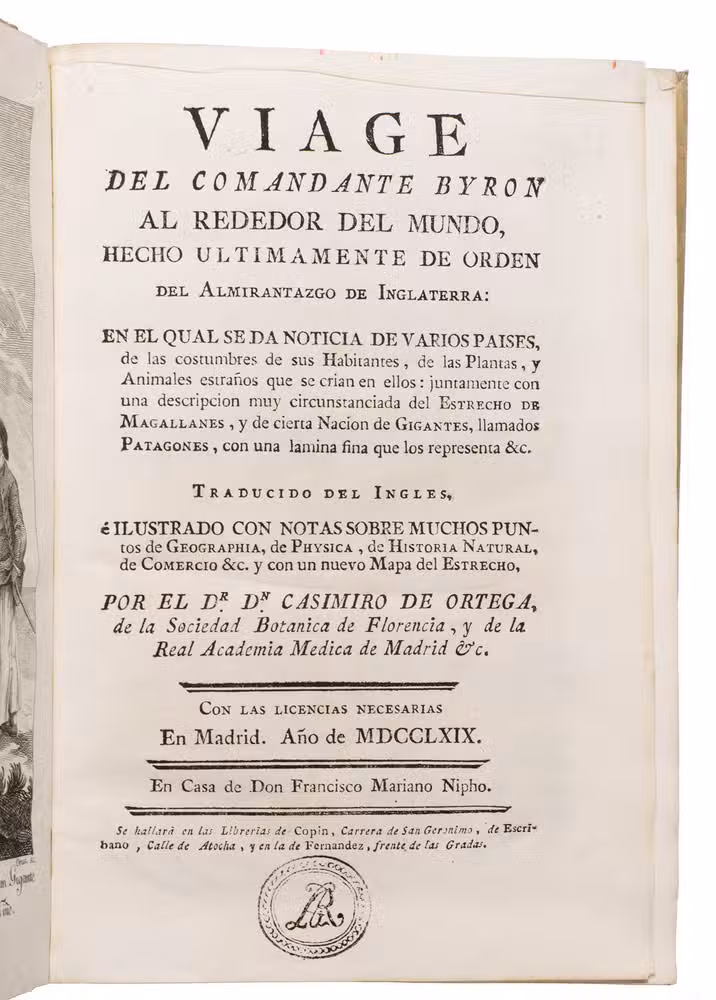 VIAGE
DEL COMANDANTE BYRON
AL REDEDOR DEL MUNDO,
HECHO ULTIMAMENTE DE ORDEN
DEL ALMIRANTAZGO DE INGLATERRA:
EN EL QUAL SE DA NOTICIA DE VARIOS PAISES,
de las costumbres de sus Habitantes, de las Plantas, y
Animales estraños que se crian en ellos: juntamente con
una descripcion muy circunstanciada del ESTRECHO DE
MAGALLANES, y de cierta Nacion de GIGANTES, llamados
PATAGONES, con una lamina fina que los representa &c.
TRADUCIDO DEL INGLES,
é ILUSTRADO CON NOTAS SOBRE MUCHOS PUN-
tos de GEOGRAPHIA, de PHYSICA, de HISTORIA NATURAL,
de COMERCIO &c. y con un nuevo Mapa del ESTRECHO,
POR EL DR. DN. CASIMIRO DE ORTEGA,
de la Sociedad Botanica de Florencia, y de la
Real Academia Medica de Madrid &c.
CON LAS LICENCIAS NECESARIAS
En Madrid. Año de MDCCLXIX.
En Casa de Don Francisco Mariano Nipho.
Se hallará en las Librerías de Copin, Carrera de San Geronimo, de Escri-
bano, Calle de Atocha, y en la de Fernandez, frente de las Gradas.
Gigante